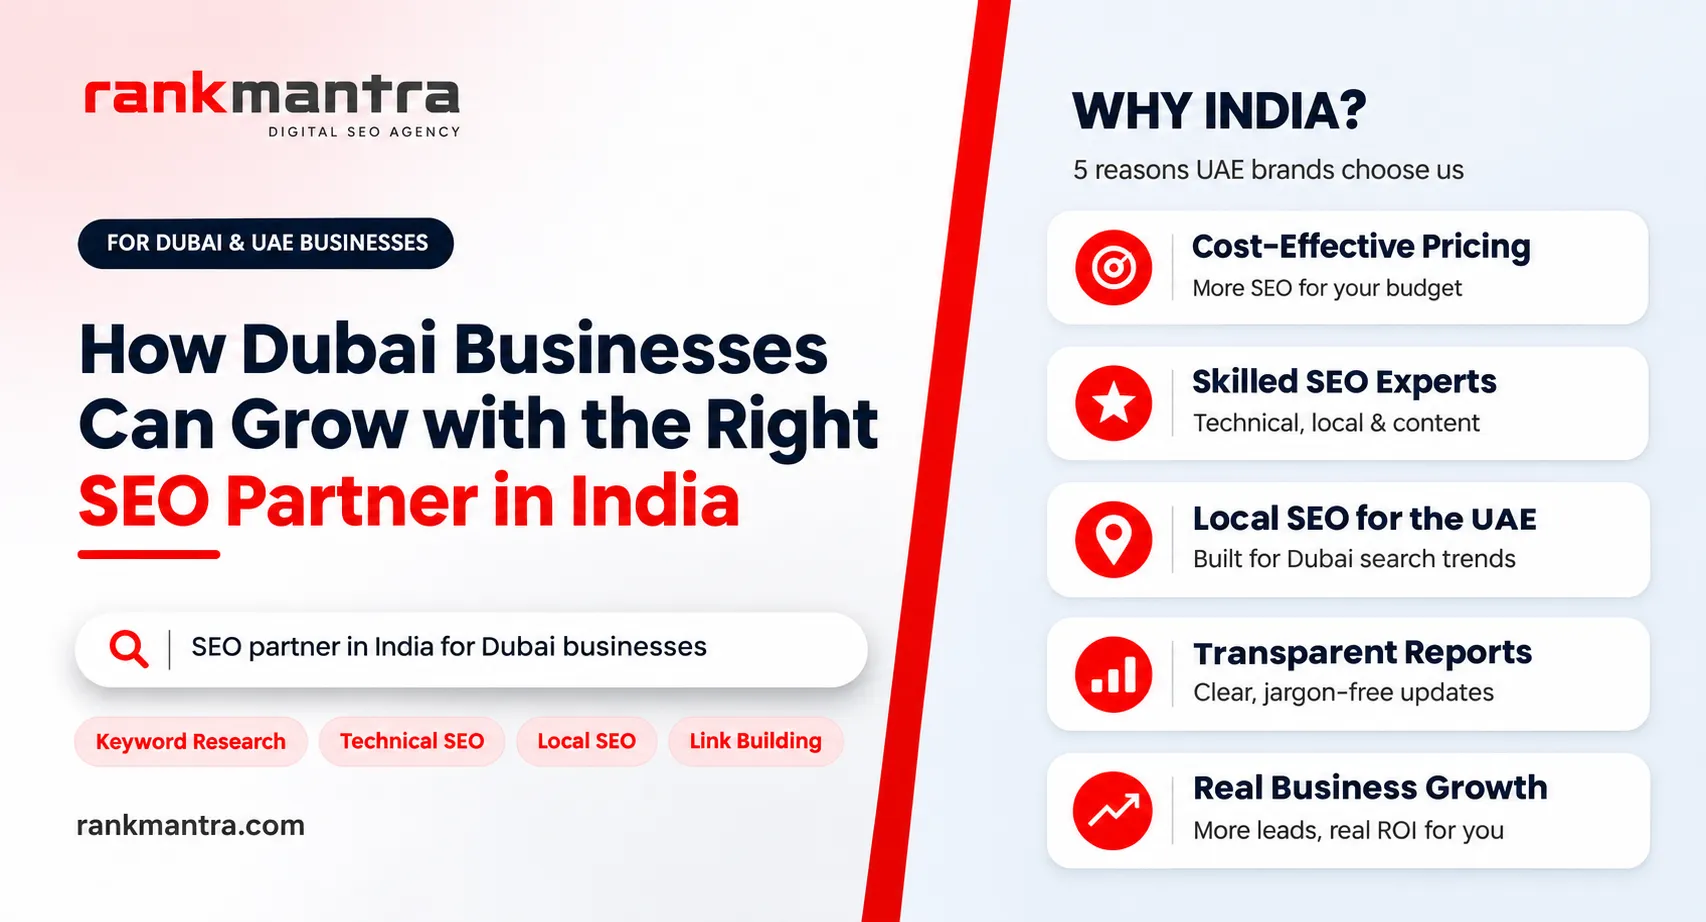 rankmantra
DIGITAL SEO AGENCY
FOR DUBAI & UAE BUSINESSES
How Dubai Businesses
Can Grow with the Right
SEO Partner in India
SEO partner in India for Dubai businesses
Keyword Research
Technical SEO
Local SEO
Link Building
rankmantra.com
WHY INDIA?
5 reasons UAE brands choose us
Cost-Effective Pricing
More SEO for your budget
Skilled SEO Experts
Technical, local & content
Local SEO for the UAE
Built for Dubai search trends
Transparent Reports
Clear, jargon-free updates
Real Business Growth
More leads, real ROI for you